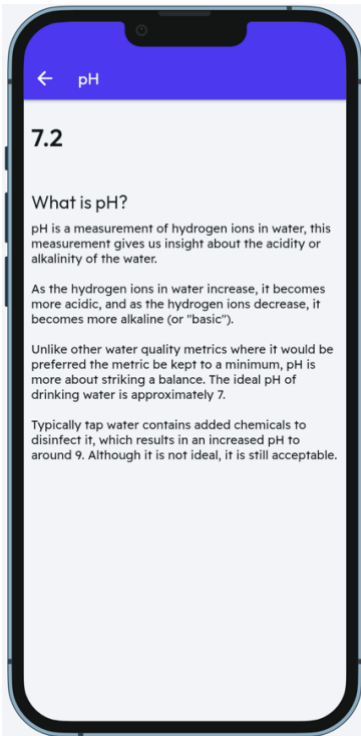 pH
7.2
What is pH?
pH is a measurement of hydrogen ions in water, this
measurement gives us insight about the acidity or
alkalinity of the water.
As the hydrogen ions in water increase, it becomes
more acidic, and as the hydrogen ions decrease, it
becomes more alkaline (or "basic").
Unlike other water quality metrics where it would be
preferred the metric be kept to a minimum, pH is
more about striking a balance. The ideal pH of
drinking water is approximately 7.
Typically tap water contains added chemicals to
disinfect it, which results in an increased pH to
around 9. Although it is not ideal, it is still acceptable.